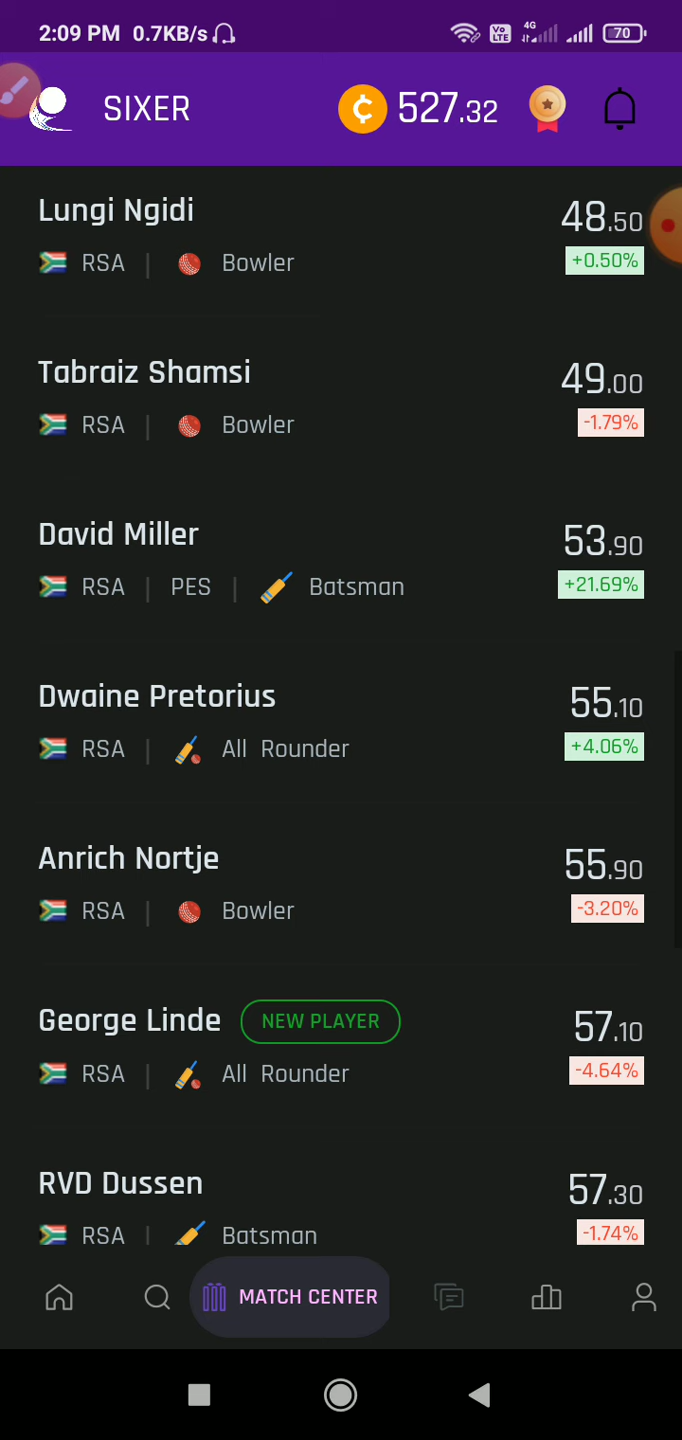 2:09 PM 0.7KB/s Vo LTE 4G 70
SIXER ¢ 527.32
Lungi Ngidi 48.50
RSA | Bowler +0.50%
Tabraiz Shamsi 49.00
RSA | Bowler -1.79%
David Miller 53.90
RSA | PES | Batsman +21.69%
Dwaine Pretorius 55.10
RSA | All Rounder +4.06%
Anrich Nortje 55.90
RSA | Bowler -3.20%
George Linde NEW PLAYER 57.10
RSA | All Rounder -4.64%
RVD Dussen 57.30
RSA | Batsman -1.74%
MATCH CENTER